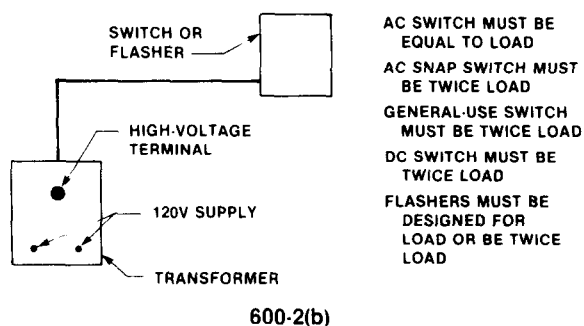 SWITCH OR
FLASHER
HIGH-VOLTAGE
TERMINAL
120V SUPPLY
TRANSFORMER
AC SWITCH MUST BE
EQUAL TO LOAD
AC SNAP SWITCH MUST
BE TWICE LOAD
GENERAL-USE SWITCH
MUST BE TWICE LOAD
DC SWITCH MUST BE
TWICE LOAD
FLASHERS MUST BE
DESIGNED FOR
LOAD OR BE TWICE
LOAD
600-2(b)